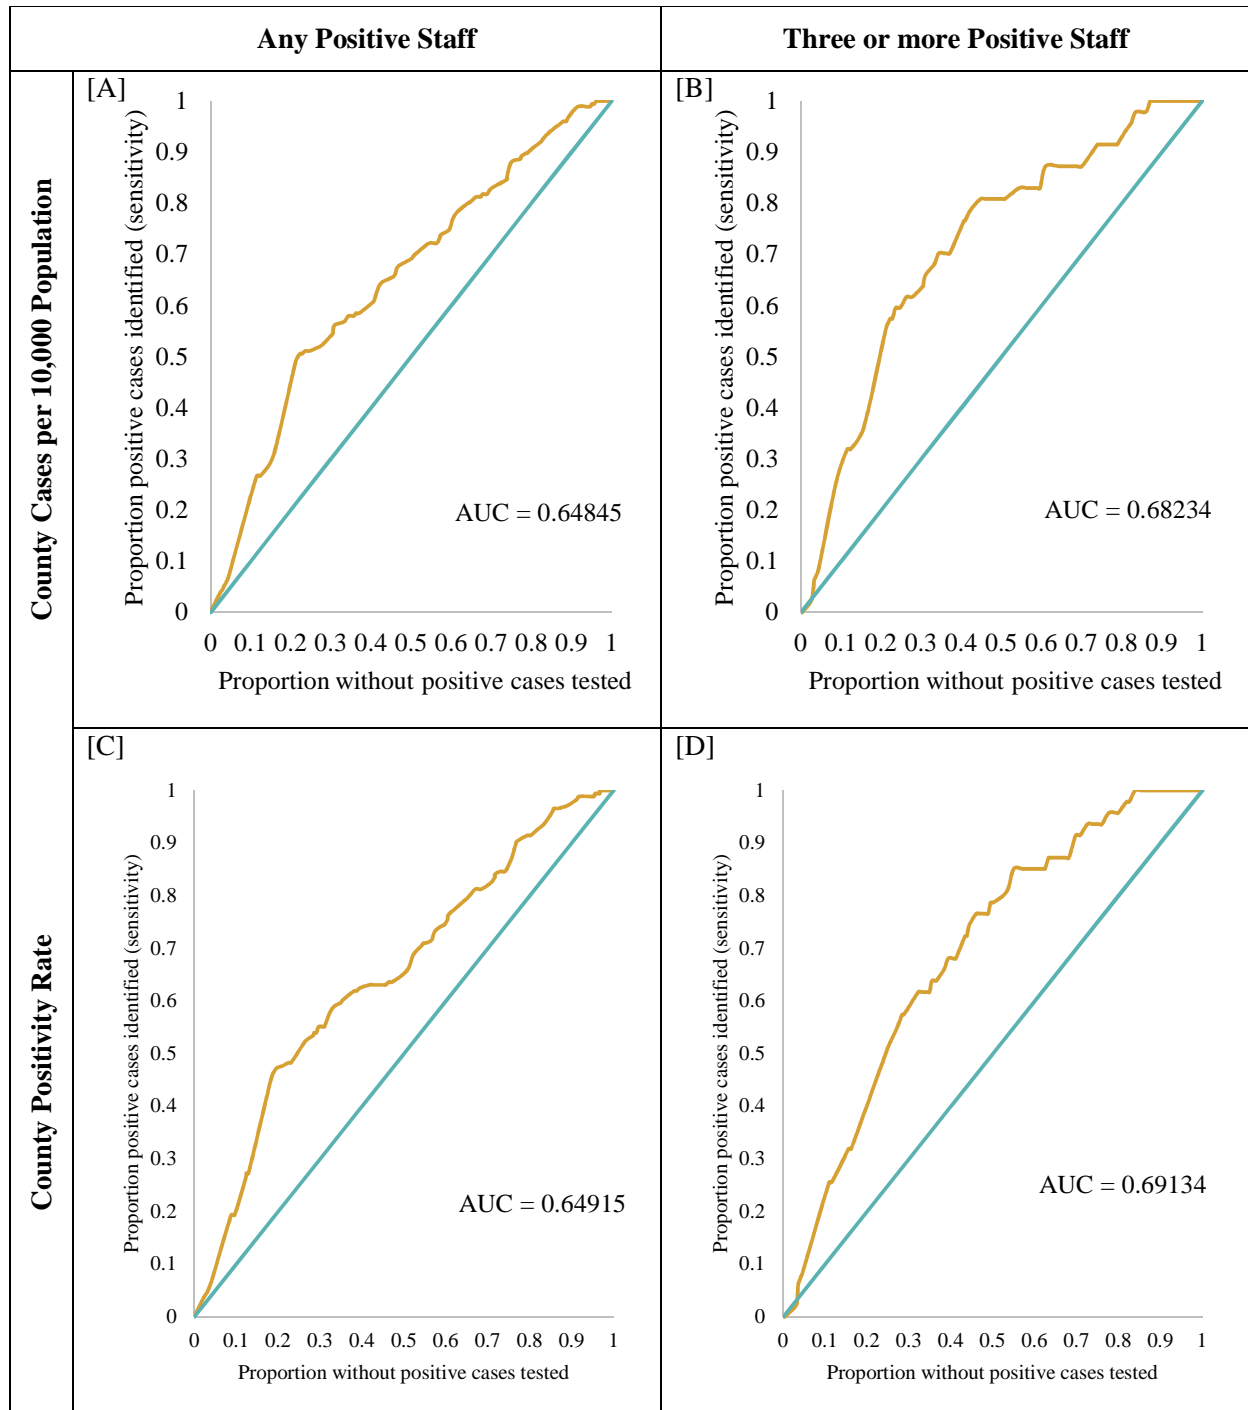 Any Positive Staff
Three or more Positive Staff
County Cases per 10,000 Population
[A]
Proportion positive cases identified (sensitivity)
1
0.9
0.8
0.7
0.6
0.5
0.4
0.3
0.2
0.1
0
AUC = 0.64845
0 0.1 0.2 0.3 0.4 0.5 0.6 0.7 0.8 0.9 1
Proportion without positive cases tested
[B]
Proportion positive cases identified (sensitivity)
1
0.9
0.8
0.7
0.6
0.5
0.4
0.3
0.2
0.1
0
AUC = 0.68234
0 0.1 0.2 0.3 0.4 0.5 0.6 0.7 0.8 0.9 1
Proportion without positive cases tested
County Positivity Rate
[C]
Proportion positive cases identified (sensitivity)
1
0.9
0.8
0.7
0.6
0.5
0.4
0.3
0.2
0.1
0
AUC = 0.64915
0 0.1 0.2 0.3 0.4 0.5 0.6 0.7 0.8 0.9 1
Proportion without positive cases tested
[D]
Proportion positive cases identified (sensitivity)
1
0.9
0.8
0.7
0.6
0.5
0.4
0.3
0.2
0.1
0
AUC = 0.69134
0 0.1 0.2 0.3 0.4 0.5 0.6 0.7 0.8 0.9 1
Proportion without positive cases tested